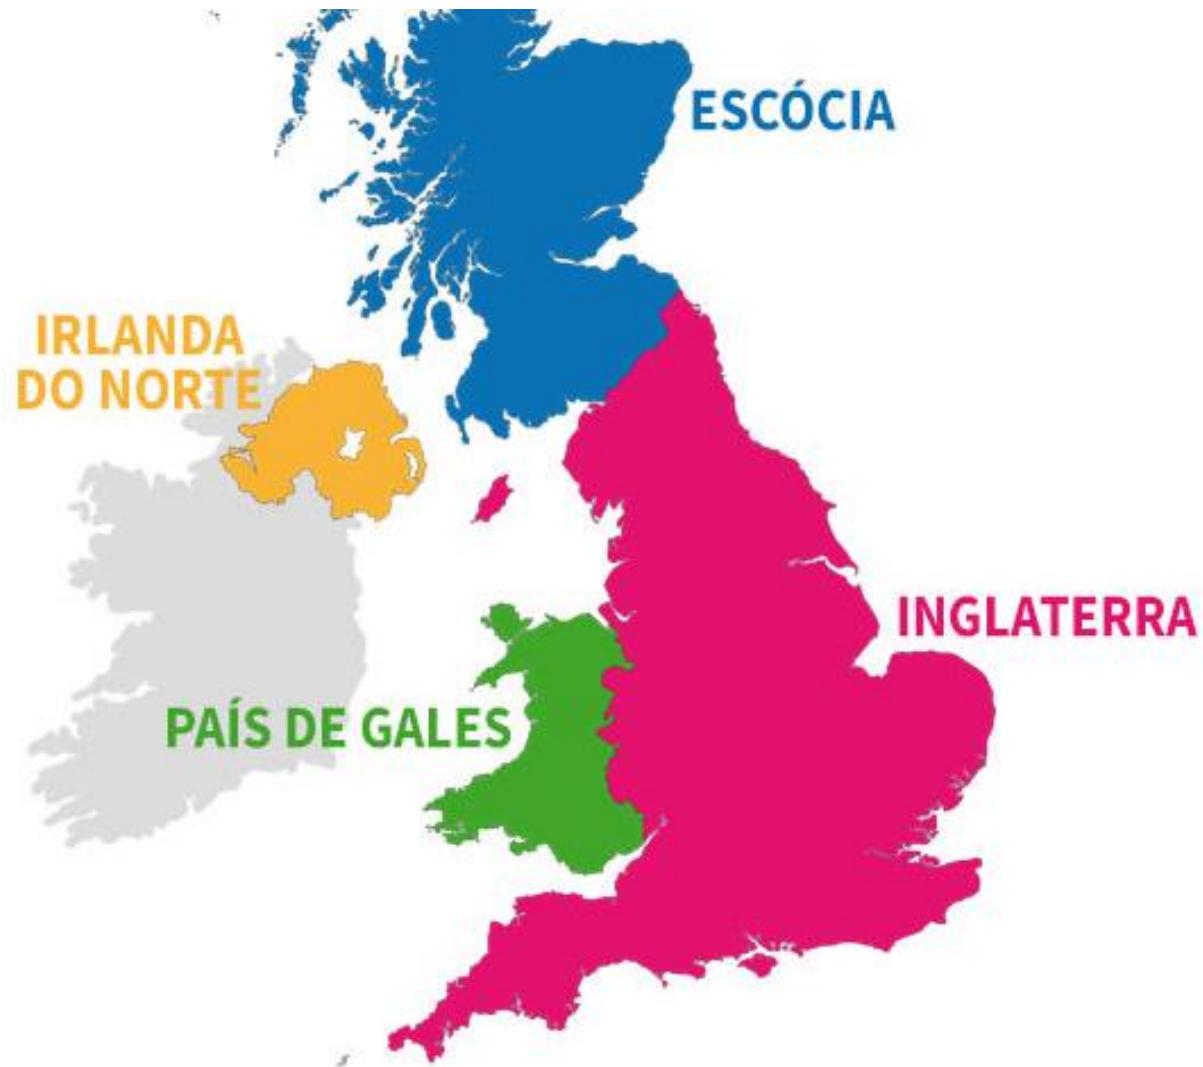 ESCÓCIA
IRLANDA
DO NORTE
INGLATERRA
PAÍS DE GALES